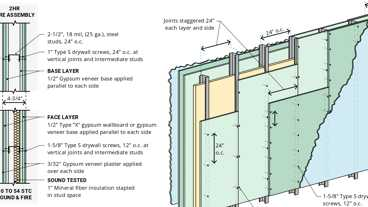 2HR
RE ASSEMBLY
2-1/2", 18 mil, (25 ga.), steel
studs, 24" o.c.
1" Type S drywall screws, 24" o.c. at
vertical joints and intermediate studs
BASE LAYER
1/2" Gypsum veneer base applied
parallel to each side
4-3/4"
FACE LAYER
1/2" Type "X" gypsum wallboard or gypsum
veneer base applied parallel to each side
1-5/8" Type S drywall screws, 12" o.c. at
vertical joints and intermediate studs
3/32" Gypsum veneer plaster applied
over each side
SOUND TESTED
1" Mineral fiber insulation stapled
in stud space
0 TO 54 STC
OUND & FIRE
Joints staggered 24"
each layer and side
24" o.c.
24"
o.c.
1-5/8" Type S dryw
screws, 12" o.c.